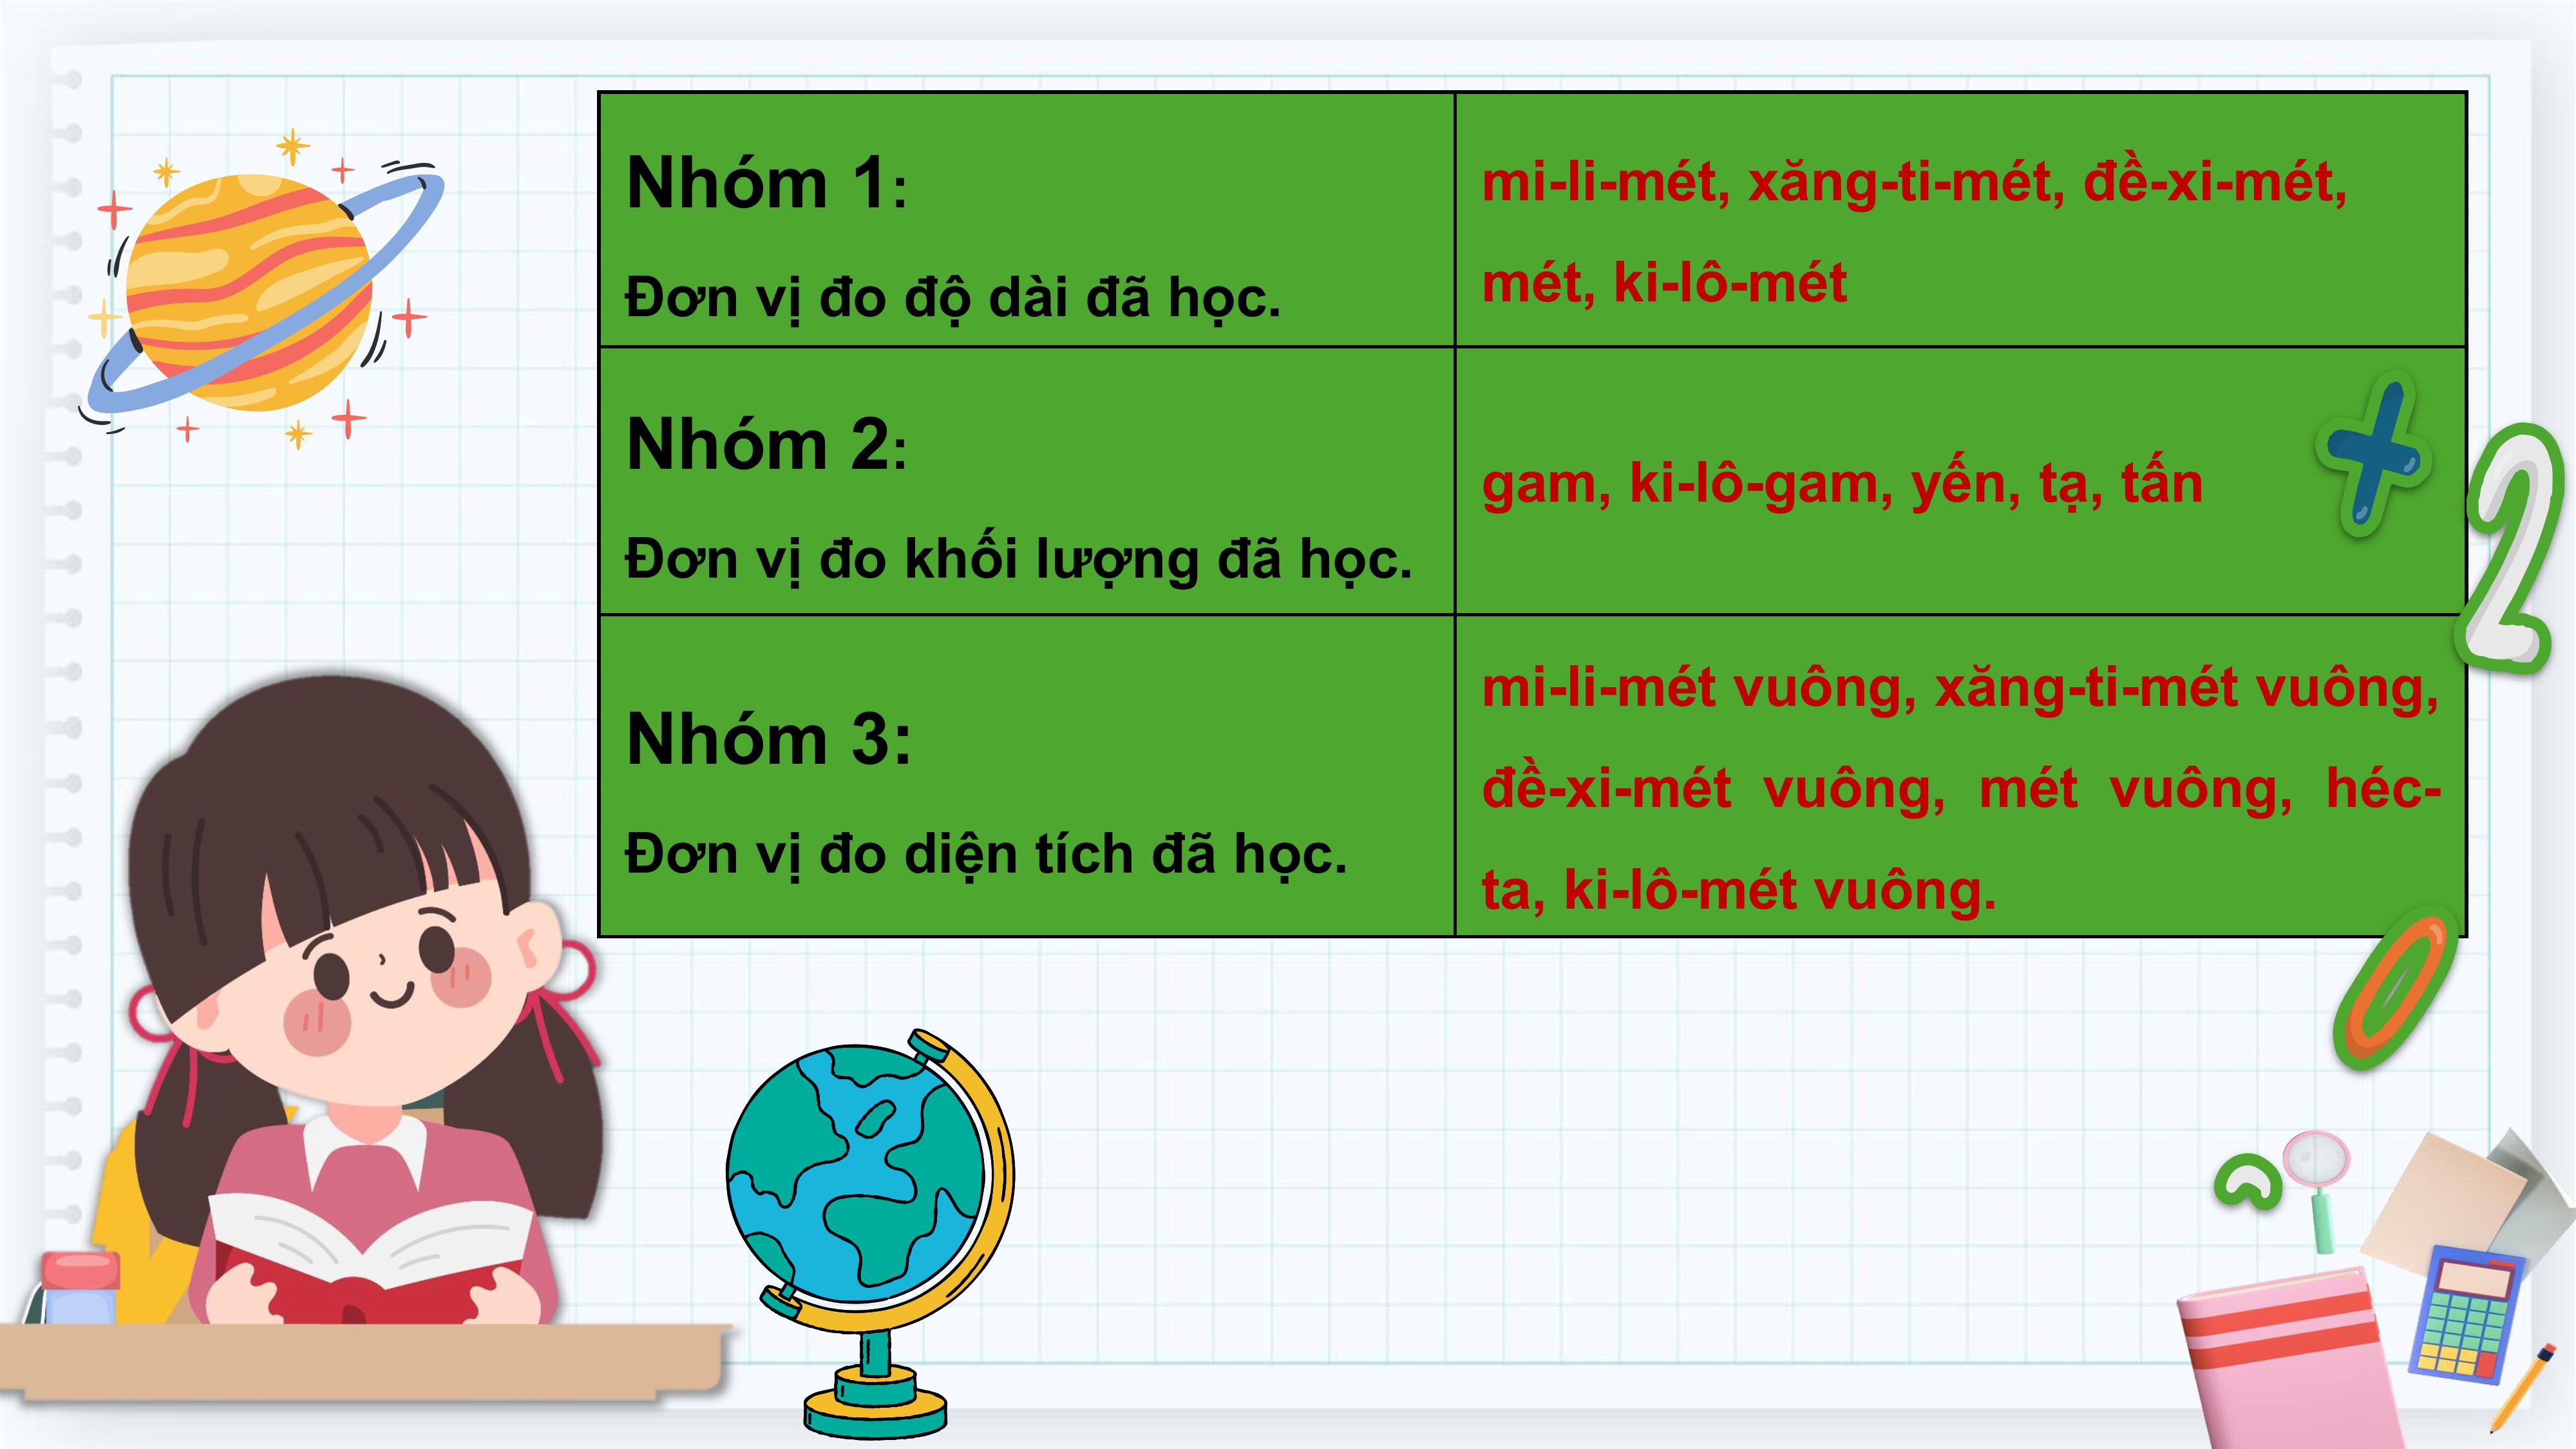 Nhóm 1:
Đơn vị đo độ dài đã học.
mi-li-mét, xăng-ti-mét, đề-xi-mét,
mét, ki-lô-mét
Nhóm 2:
Đơn vị đo khối lượng đã học.
gam, ki-lô-gam, yến, tạ, tấn
Nhóm 3:
Đơn vị đo diện tích đã học.
mi-li-mét vuông, xăng-ti-mét vuông,
đề-xi-mét vuông, mét vuông, héc-
ta, ki-lô-mét vuông.
+
2
0